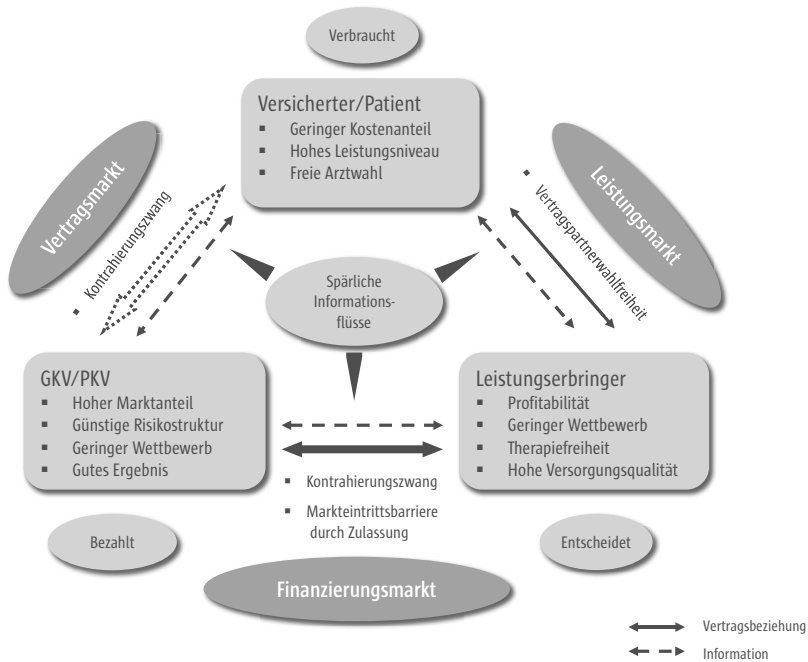 Verbraucht
Versicherter/Patient
▪ Geringer Kostenanteil
▪ Hohes Leistungsniveau
▪ Freie Arztwahl
Vertragsmarkt
▪ Kontrahierungszwang
Leistungsmarkt
▪ Vertragspartnerwahlfreiheit
Spärliche
Informations-
flüsse
GKV/PKV
▪ Hoher Marktanteil
▪ Günstige Risikostruktur
▪ Geringer Wettbewerb
▪ Gutes Ergebnis
Leistungserbringer
▪ Profitabilität
▪ Geringer Wettbewerb
▪ Therapiefreiheit
▪ Hohe Versorgungsqualität
▪ Kontrahierungszwang
▪ Markteintrittsbarriere
durch Zulassung
Bezahlt
Entscheidet
Finanzierungsmarkt
Vertragsbeziehung
Information